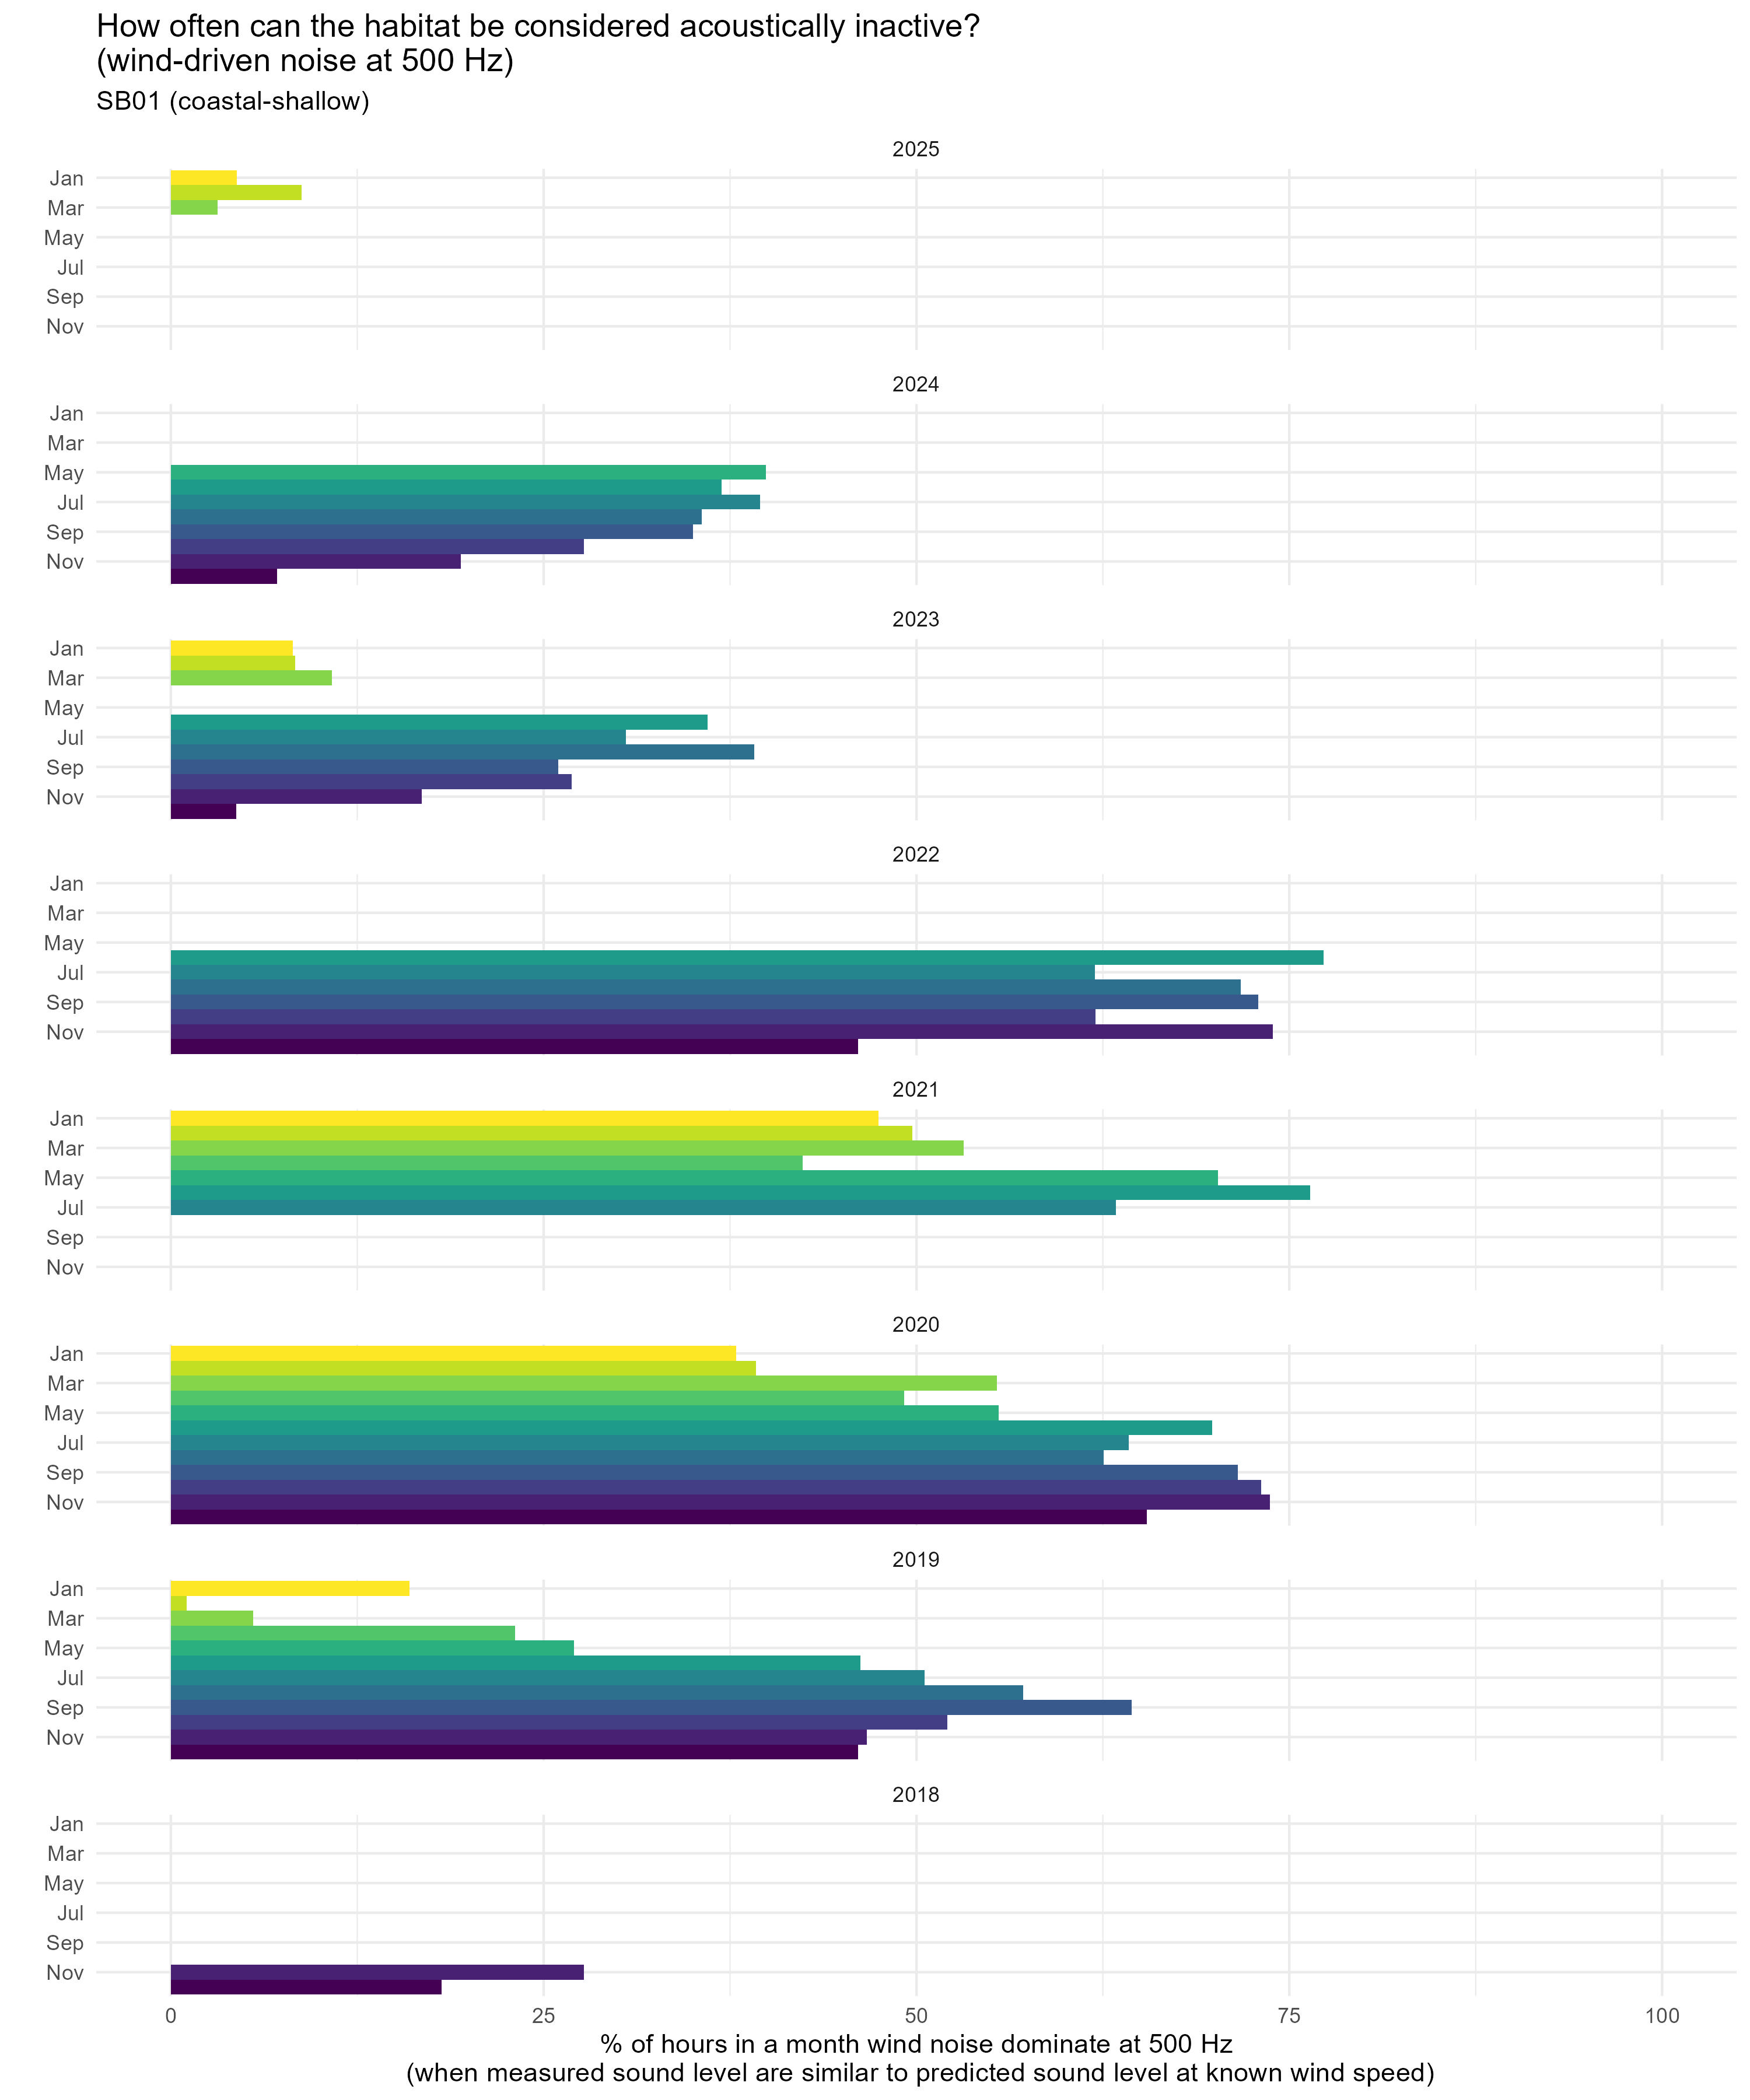 How often can the habitat be considered acoustically inactive?
(wind-driven noise at 500 Hz)
SB01 (coastal-shallow)
2025
Jan
Mar
May
Jul
Sep
Nov
2024
Jan
Mar
May
Jul
Sep
Nov
2023
Jan
Mar
May
Jul
Sep
Nov
2022
Jan
Mar
May
Jul
Sep
Nov
2021
Jan
Mar
May
Jul
Sep
Nov
2020
Jan
Mar
May
Jul
Sep
Nov
2019
Jan
Mar
May
Jul
Sep
Nov
2018
Jan
Mar
May
Jul
Sep
Nov
0 25 50 75 100
% of hours in a month wind noise dominate at 500 Hz
(when measured sound level are similar to predicted sound level at known wind speed)